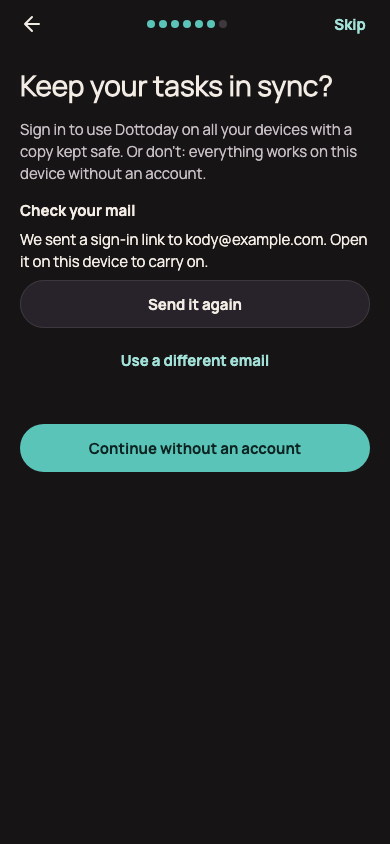 Skip
Keep your tasks in sync?
Sign in to use Dottoday on all your devices with a
copy kept safe. Or don't: everything works on this
device without an account.
Check your mail
We sent a sign-in link to kody@example.com. Open
it on this device to carry on.
Send it again
Use a different email
Continue without an account